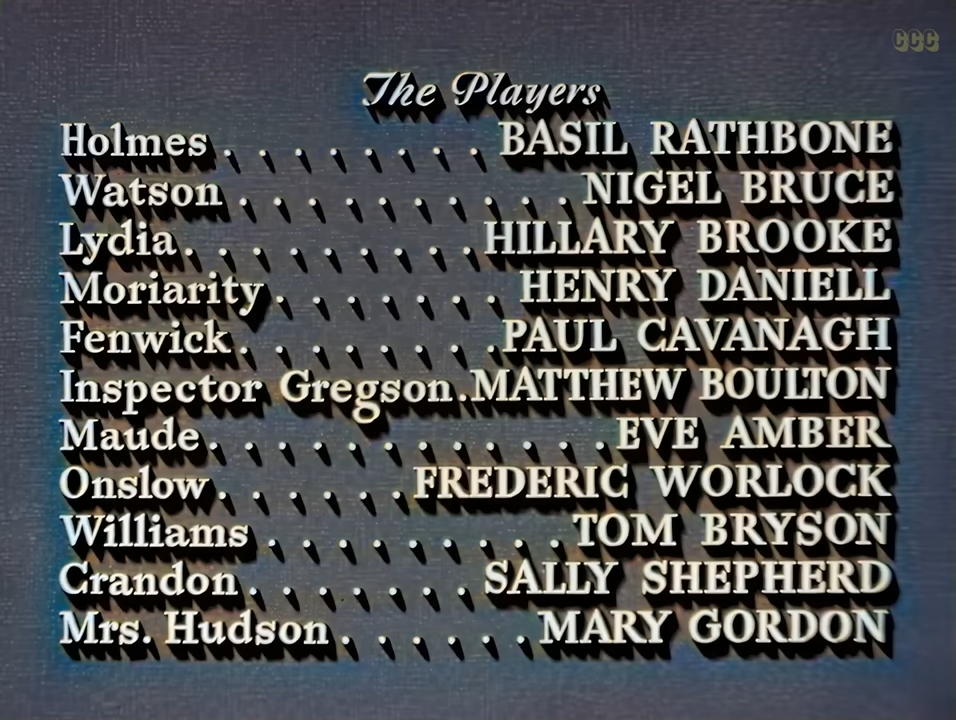 CCC
The Players
Holmes . . . . . . . . BASIL RATHBONE
Watson . . . . . . . . . . NIGEL BRUCE
Lydia . . . . . . . . . HILLARY BROOKE
Moriarity . . . . . . . HENRY DANIELL
Fenwick . . . . . . . . PAUL CAVANAGH
Inspector Gregson . MATTHEW BOULTON
Maude . . . . . . . . . . . . EVE AMBER
Onslow . . . . . . FREDERIC WORLOCK
Williams . . . . . . . . . TOM BRYSON
Crandon . . . . . . . SALLY SHEPHERD
Mrs. Hudson . . . . . . MARY GORDON